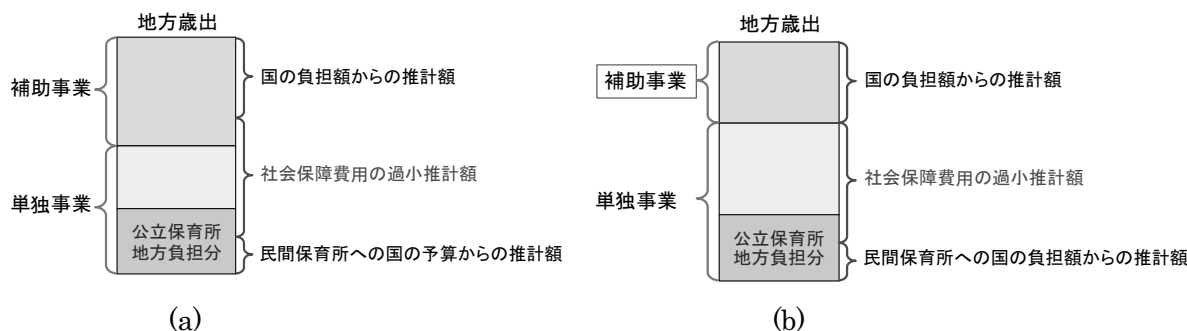 地方歳出
補助事業
国の負担額からの推計額
社会保障費用の過小推計額
単独事業
公立保育所
地方負担分
民間保育所への国の予算からの推計額
(a)
地方歳出
補助事業
国の負担額からの推計額
社会保障費用の過小推計額
単独事業
公立保育所
地方負担分
民間保育所への国の負担額からの推計額
(b)